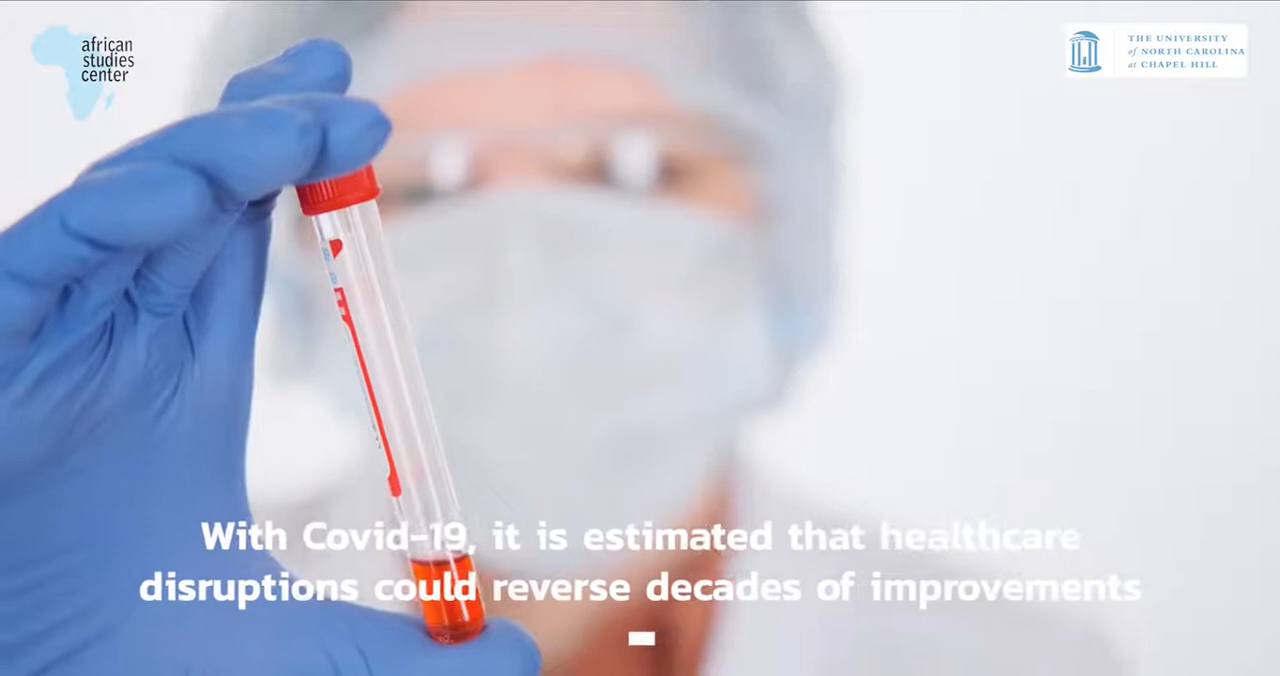 african
studies
center
THE UNIVERSITY
of NORTH CAROLINA
at CHAPEL HILL
With Covid-19, it is estimated that healthcare
disruptions could reverse decades of improvements